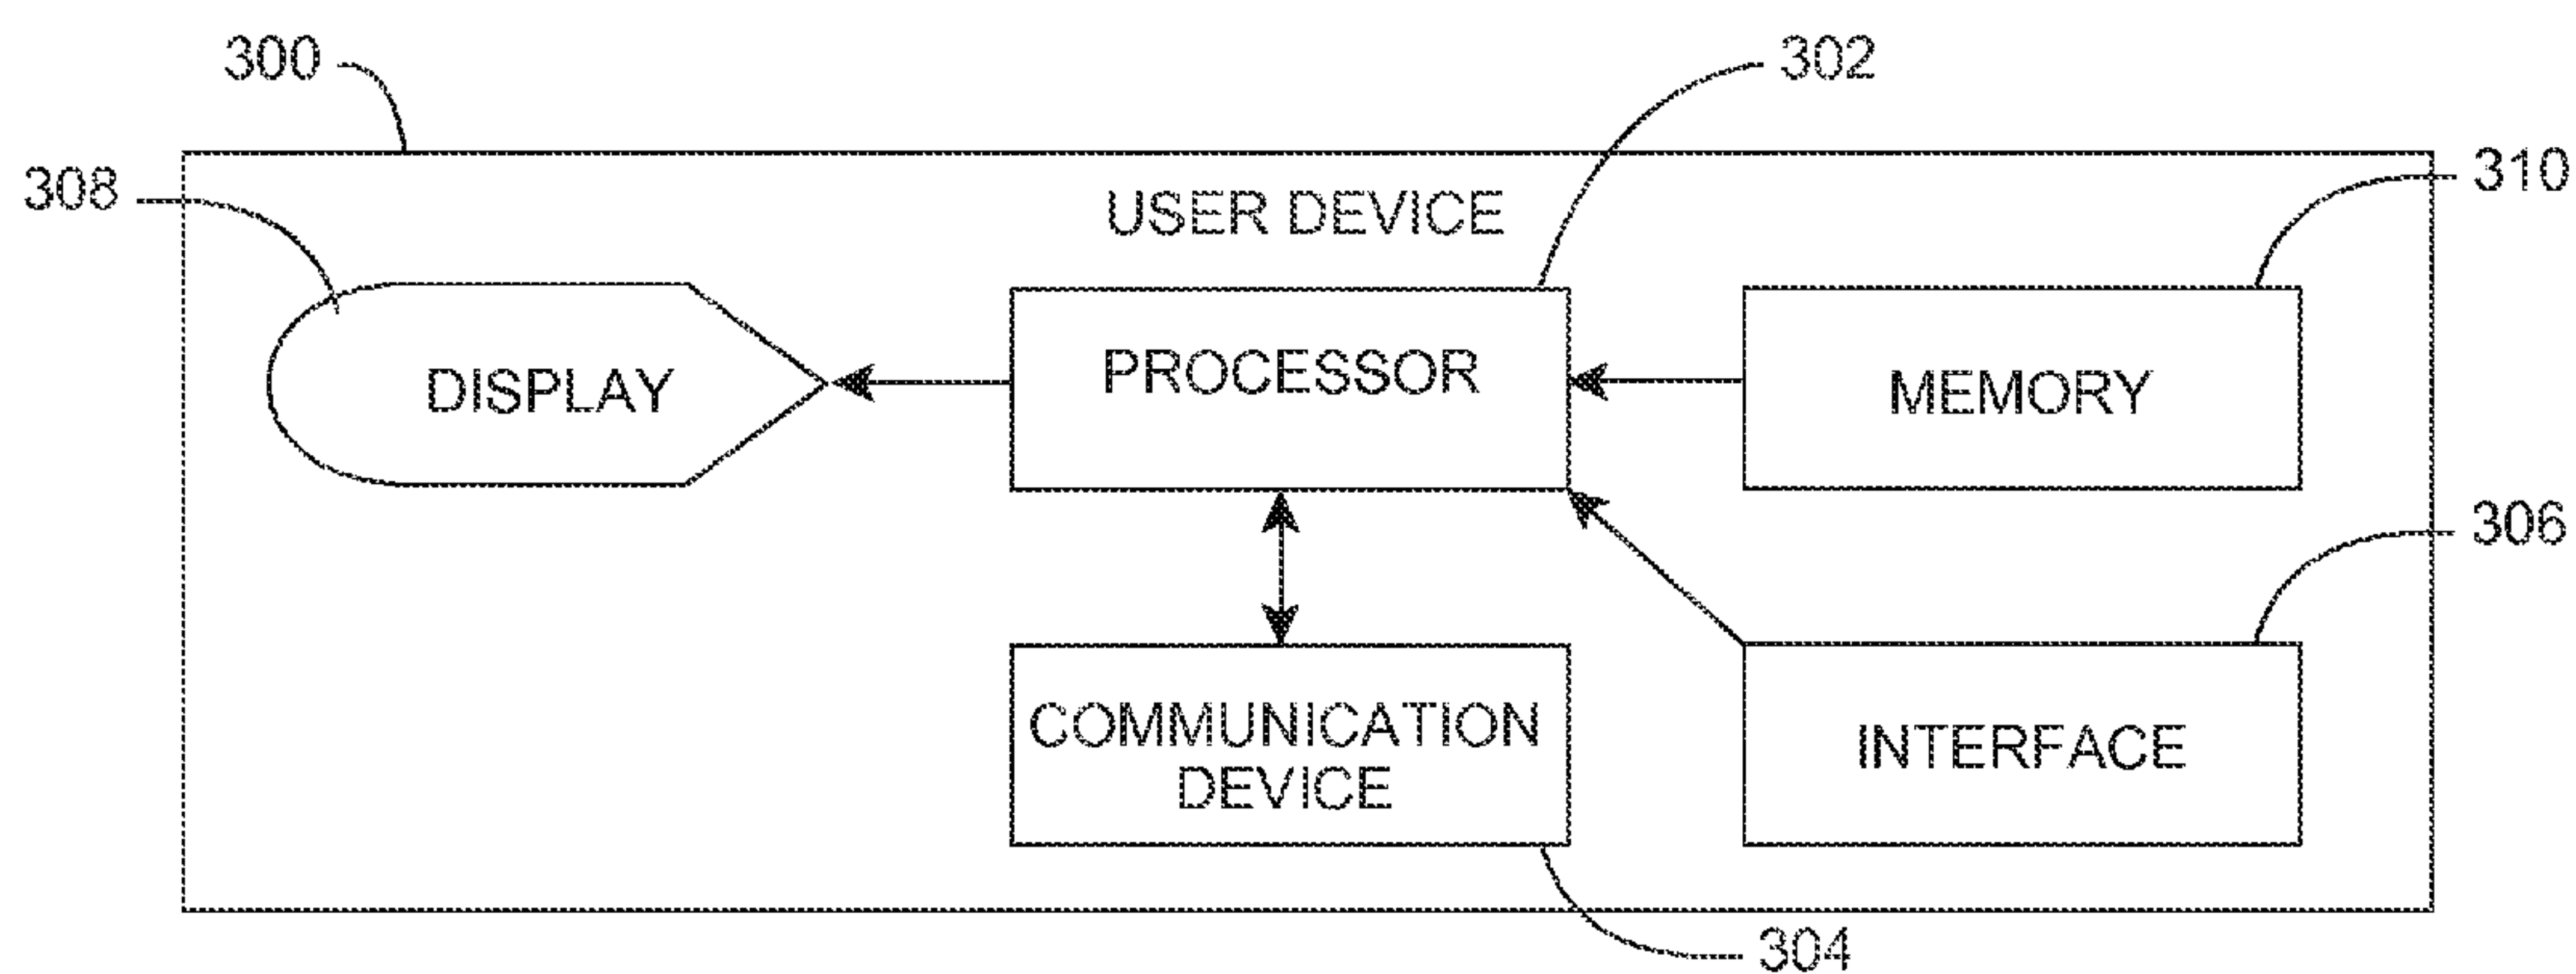 300
302
308
310
USER DEVICE
DISPLAY
PROCESSOR
MEMORY
306
COMMUNICATION
DEVICE
INTERFACE
304